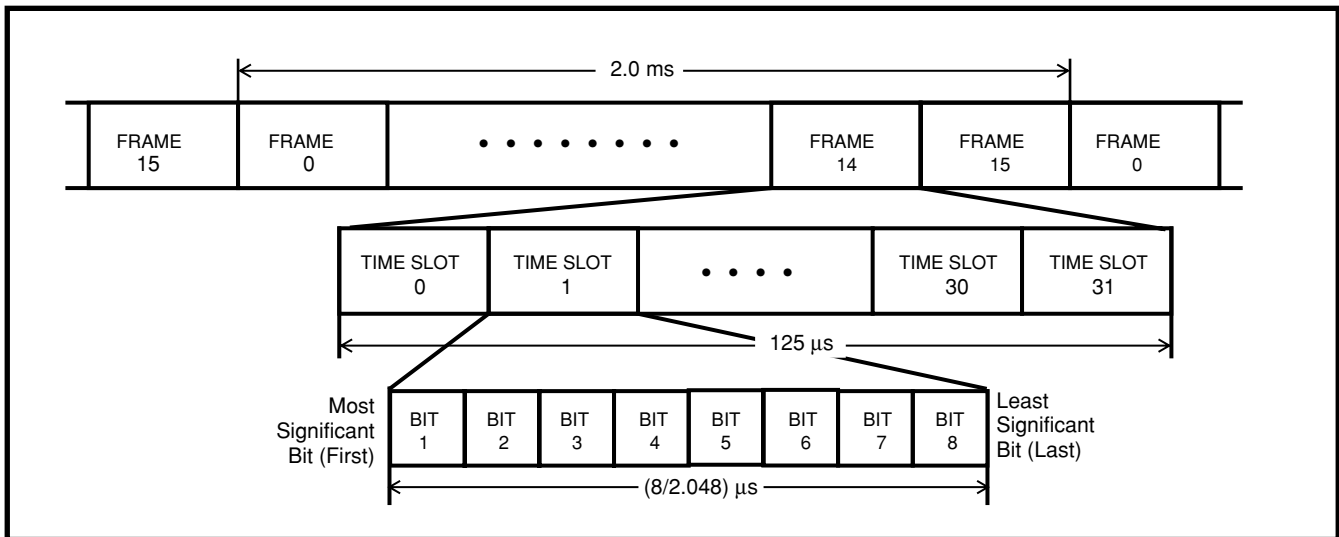 2.0 ms
FRAME
15
FRAME
0
• • • • • • • •
FRAME
14
FRAME
15
FRAME
0
TIME SLOT
0
TIME SLOT
1
• • • •
TIME SLOT
30
TIME SLOT
31
125 μs
Most
Significant
Bit (First)
BIT
1
BIT
2
BIT
3
BIT
4
BIT
5
BIT
6
BIT
7
BIT
8
Least
Significant
Bit (Last)
(8/2.048) μs